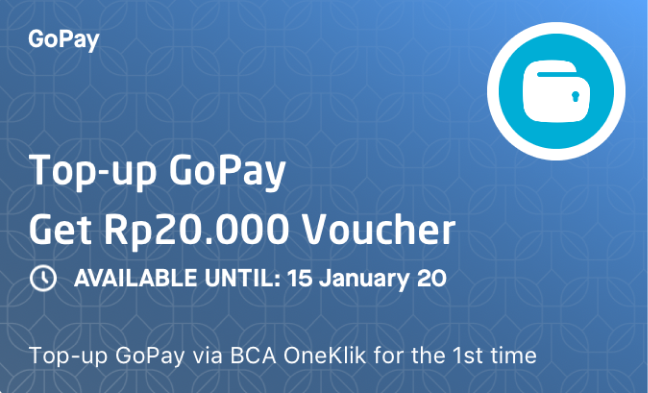 GoPay
Top-up GoPay
Get Rp20.000 Voucher
AVAILABLE UNTIL: 15 January 20
Top-up GoPay via BCA OneKlik for the 1st time